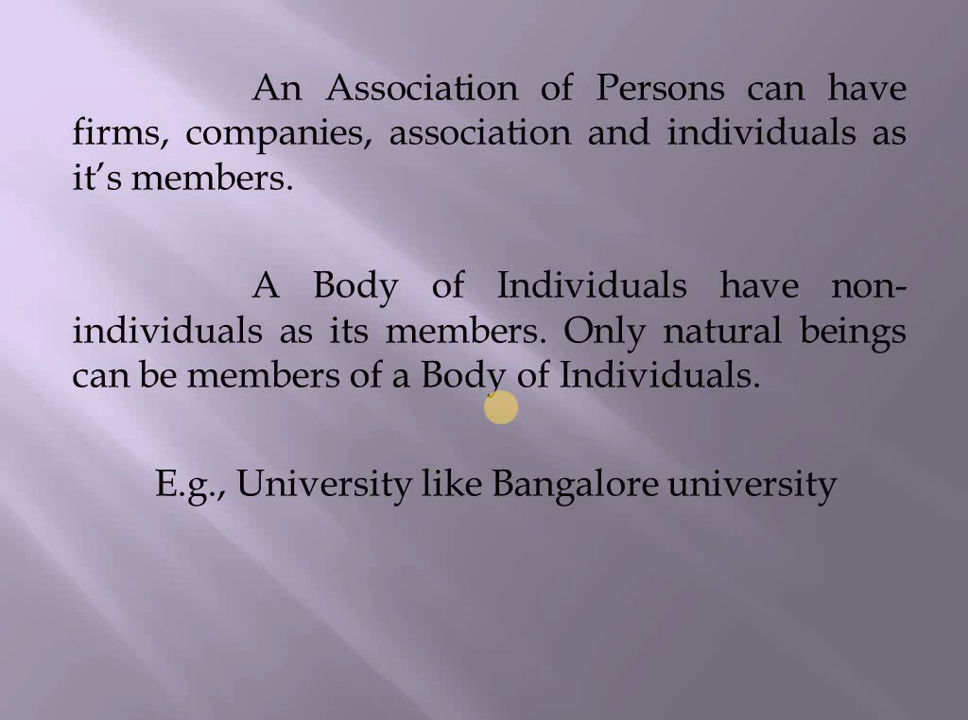 An Association of Persons can have
firms, companies, association and individuals as
it’s members.
A Body of Individuals have non-
individuals as its members. Only natural beings
can be members of a Body of Individuals.
E.g., University like Bangalore university